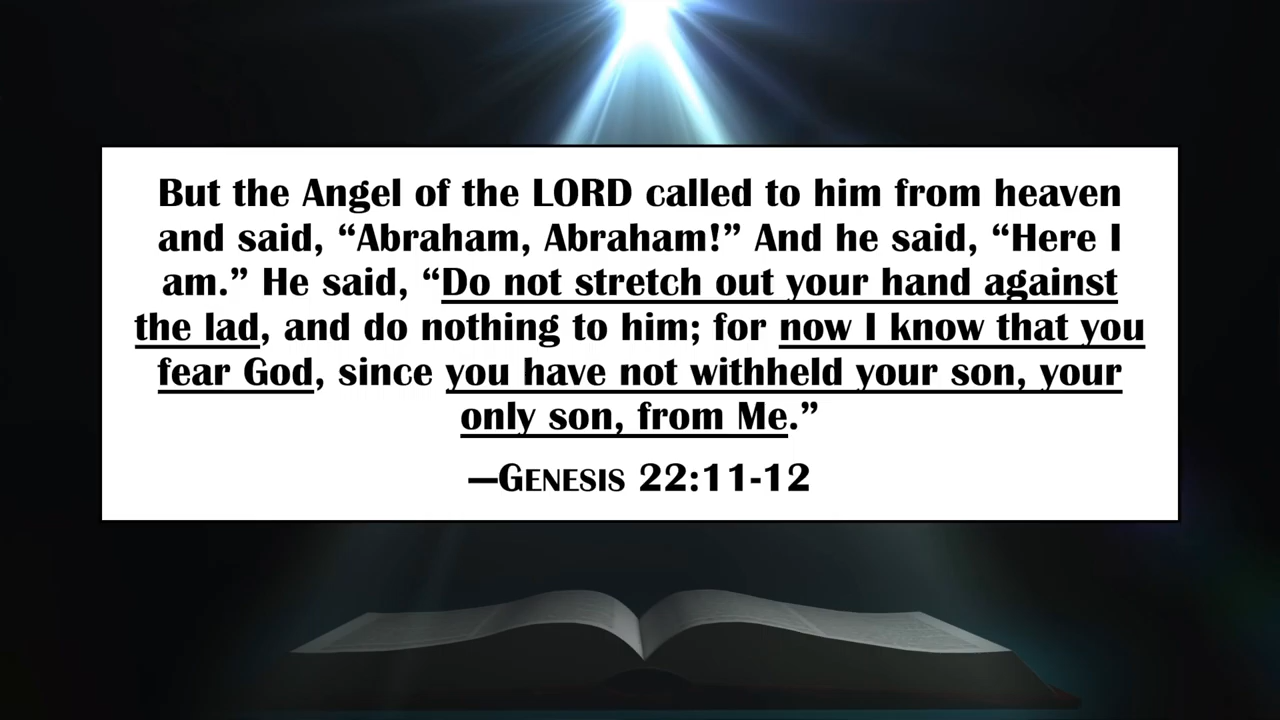 But the Angel of the LORD called to him from heaven
and said, “Abraham, Abraham!” And he said, “Here I
am.” He said, “Do not stretch out your hand against
the lad, and do nothing to him; for now I know that you
fear God, since you have not withheld your son, your
only son, from Me.”
—GENESIS 22:11-12